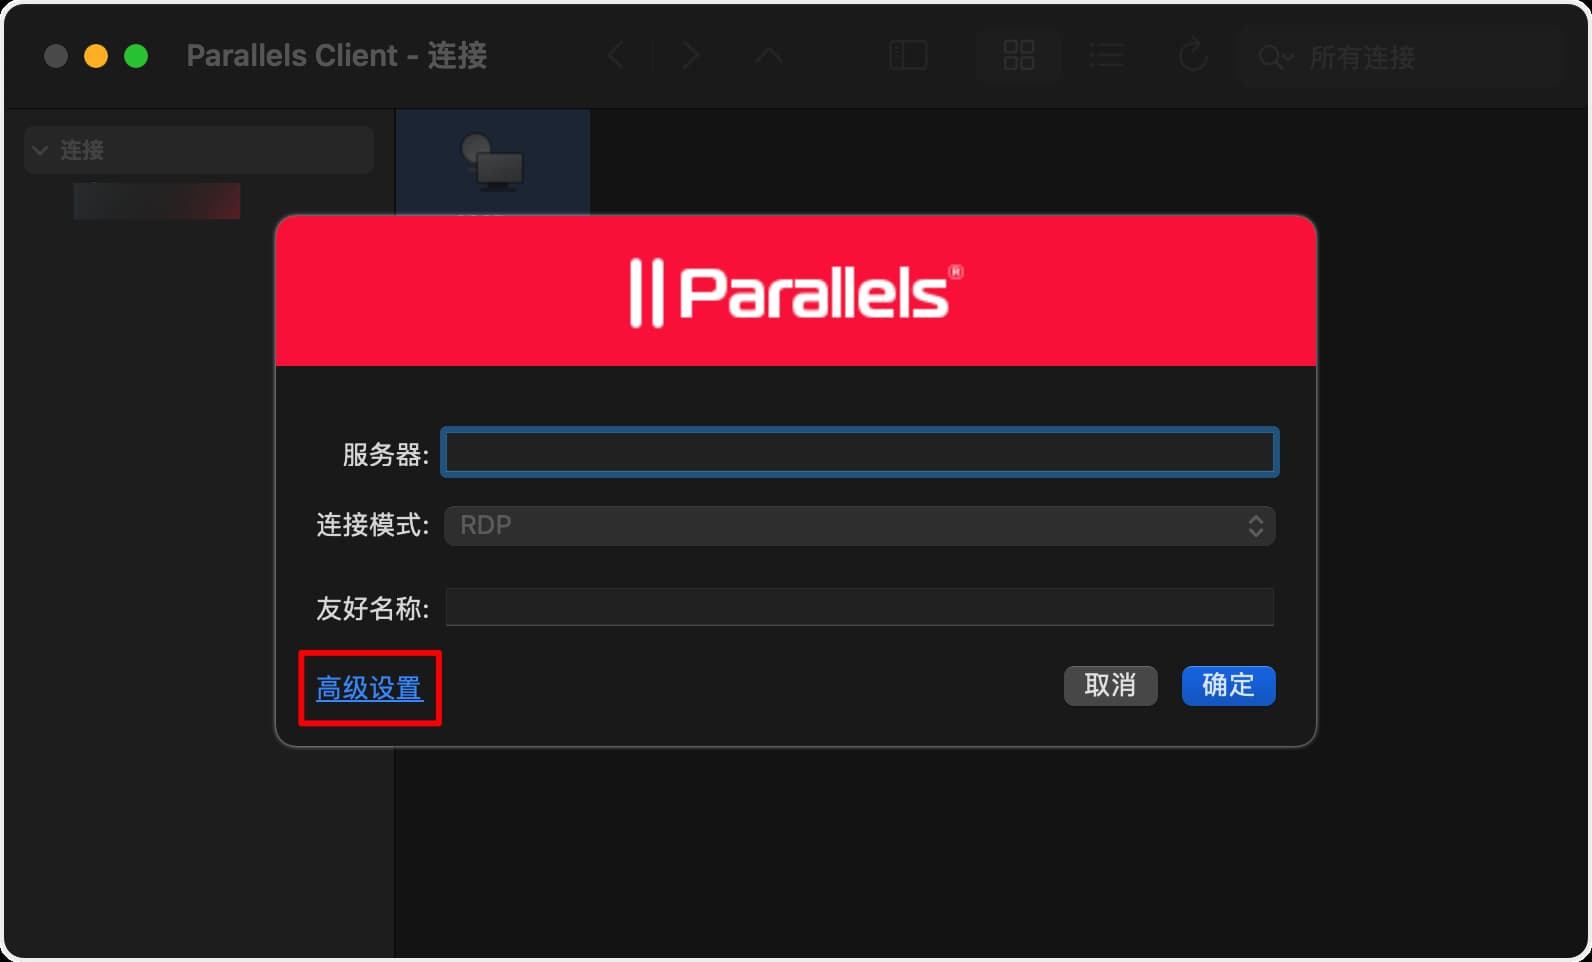 Parallels Client - 连接
所有连接
连接
Parallels®
服务器:
连接模式: RDP
友好名称:
高级设置
取消
确定